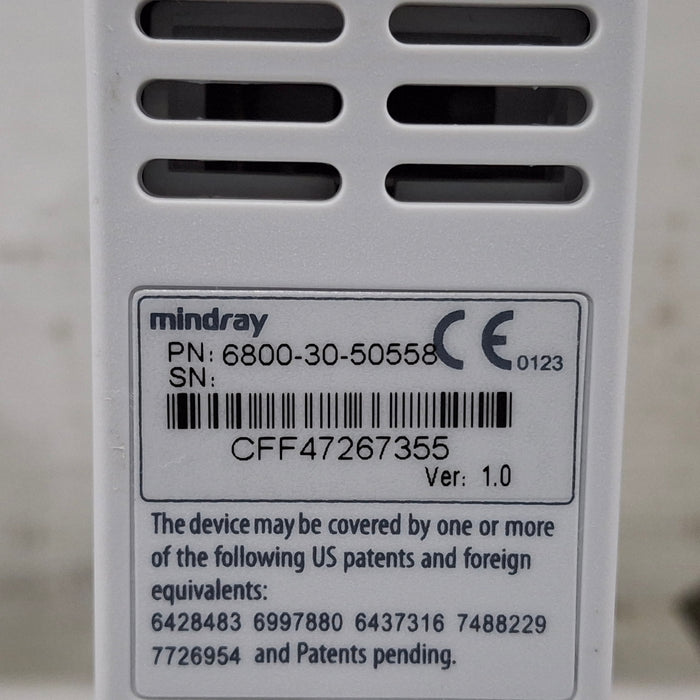 mindray
PN: 6800-30-50558 CE 0123
SN:
CFF47267355
Ver: 1.0
The device may be covered by one or more
of the following US patents and foreign
equivalents:
6428483 6997880 6437316 7488229
7726954 and Patents pending.